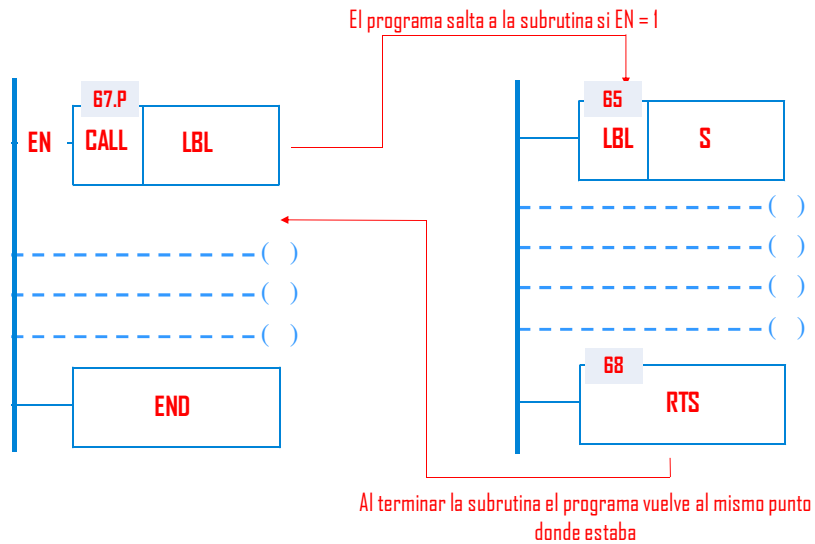 El programa salta a la subrutina si EN = 1
67.P
EN CALL LBL
65
LBL S
( )
( )
( )
( )
( )
( )
( )
END
68
RTS
Al terminar la subrutina el programa vuelve al mismo punto
donde estaba